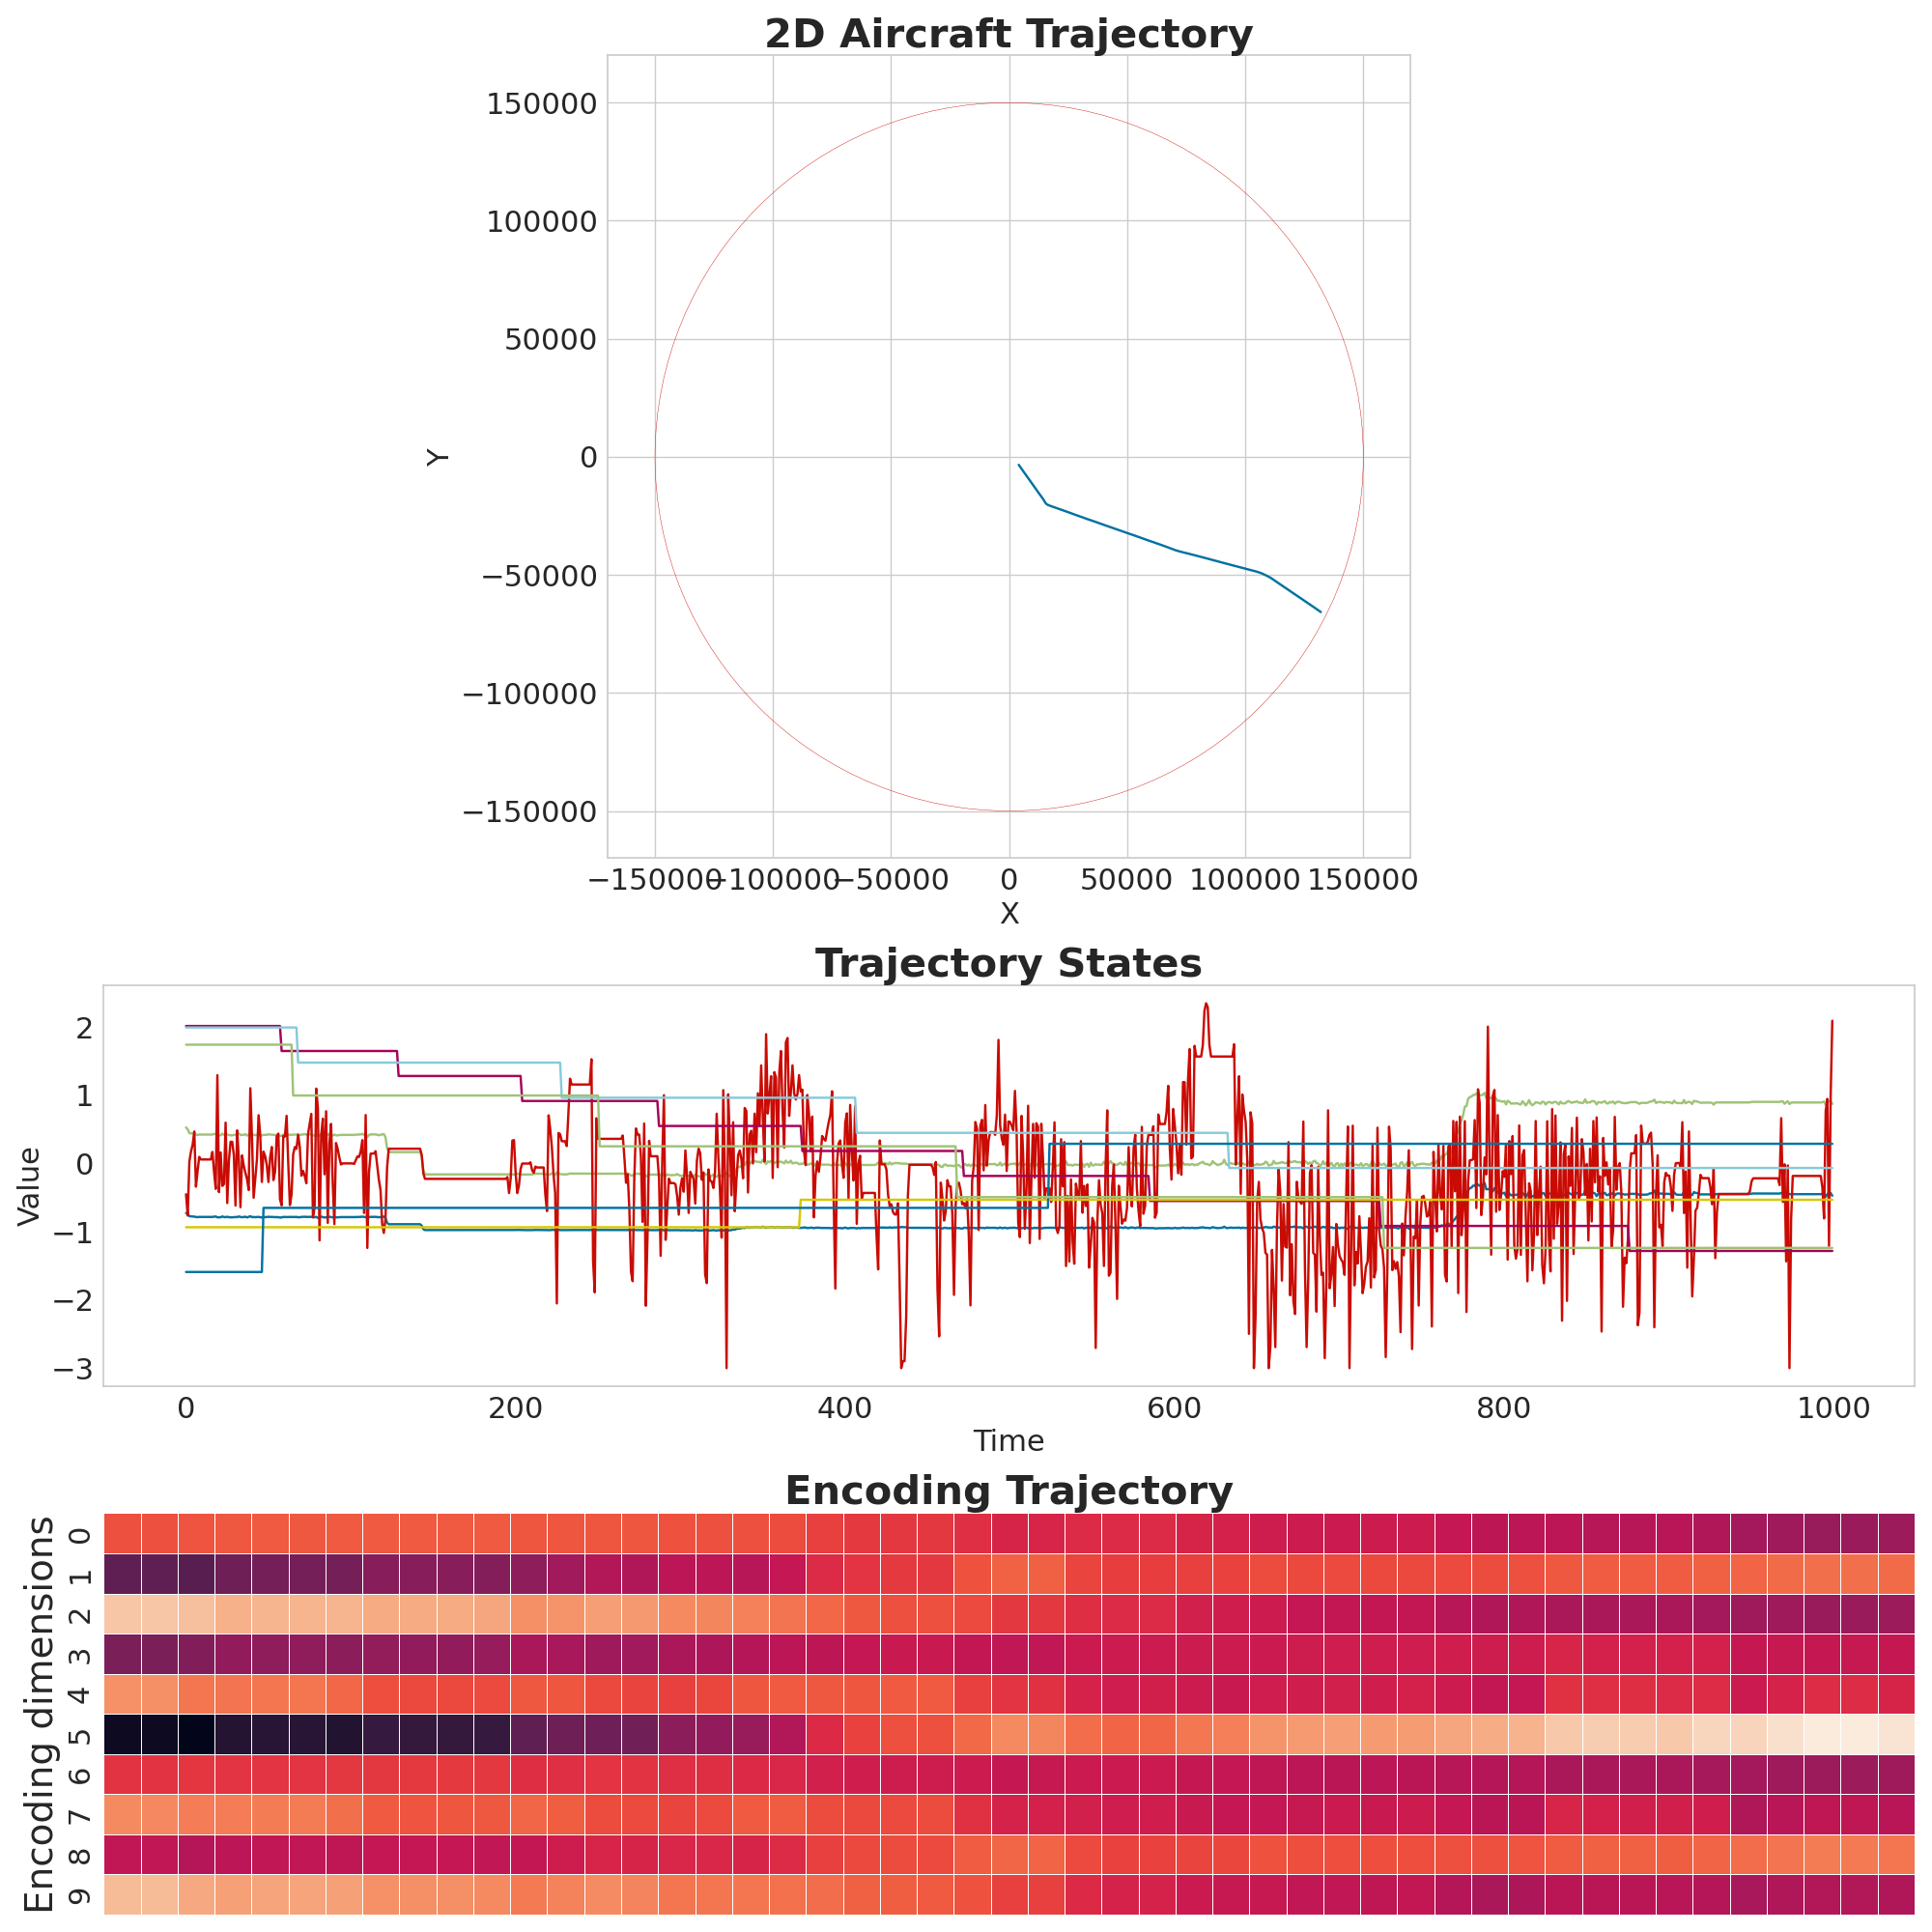 2D Aircraft Trajectory
150000
100000
50000
0
−50000
−100000
−150000
Y
−150000 −100000 −50000 0 50000 100000 150000
X
Trajectory States
2
1
0
−1
−2
−3
Value
0 200 400 600 800 1000
Time
Encoding Trajectory
0
1
2
3
4
5
6
7
8
9
Encoding dimensions